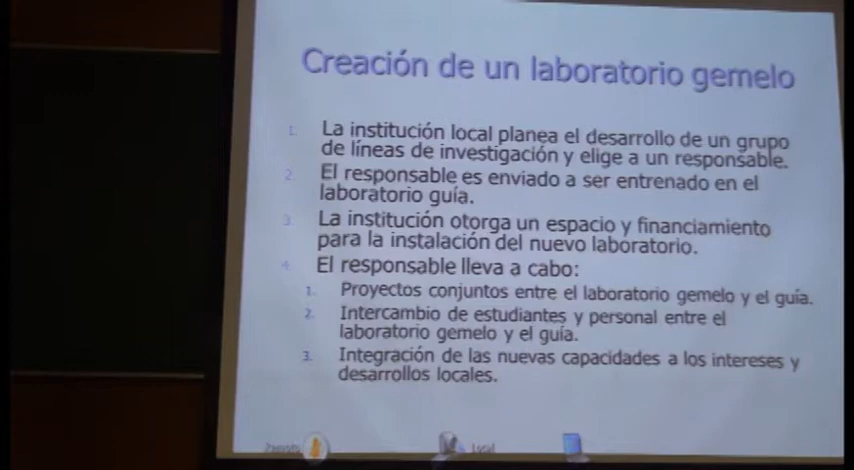 Creación de un laboratorio gemelo
1. La institución local planea el desarrollo de un grupo
de líneas de investigación y elige a un responsable.
2. El responsable es enviado a ser entrenado en el
laboratorio guía.
3. La institución otorga un espacio y financiamiento
para la instalación del nuevo laboratorio.
4. El responsable lleva a cabo:
1. Proyectos conjuntos entre el laboratorio gemelo y el guía.
2. Intercambio de estudiantes y personal entre el
laboratorio gemelo y el guía.
3. Integración de las nuevas capacidades a los intereses y
desarrollos locales.
Local